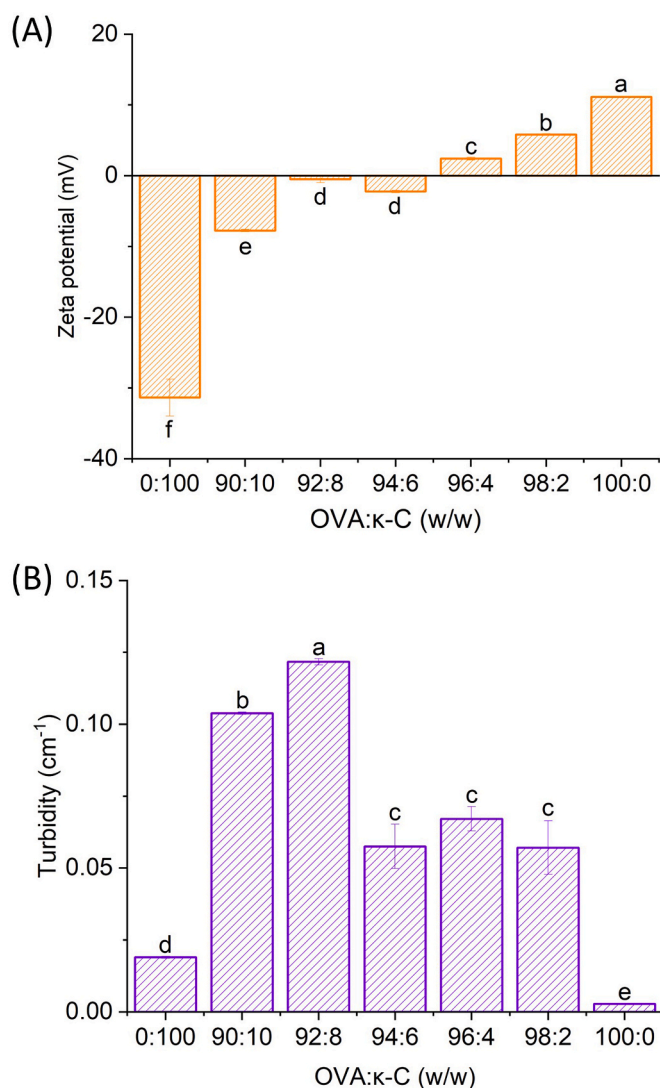 (A)
20
0
-20
-40
Zeta potential (mV)
a
b
c
d
d
e
f
0:100 90:10 92:8 94:6 96:4 98:2 100:0
OVA:κ-C (w/w)
(B)
0.15
0.10
0.05
0.00
Turbidity (cm⁻¹)
a
b
c
c
c
d
e
0:100 90:10 92:8 94:6 96:4 98:2 100:0
OVA:κ-C (w/w)